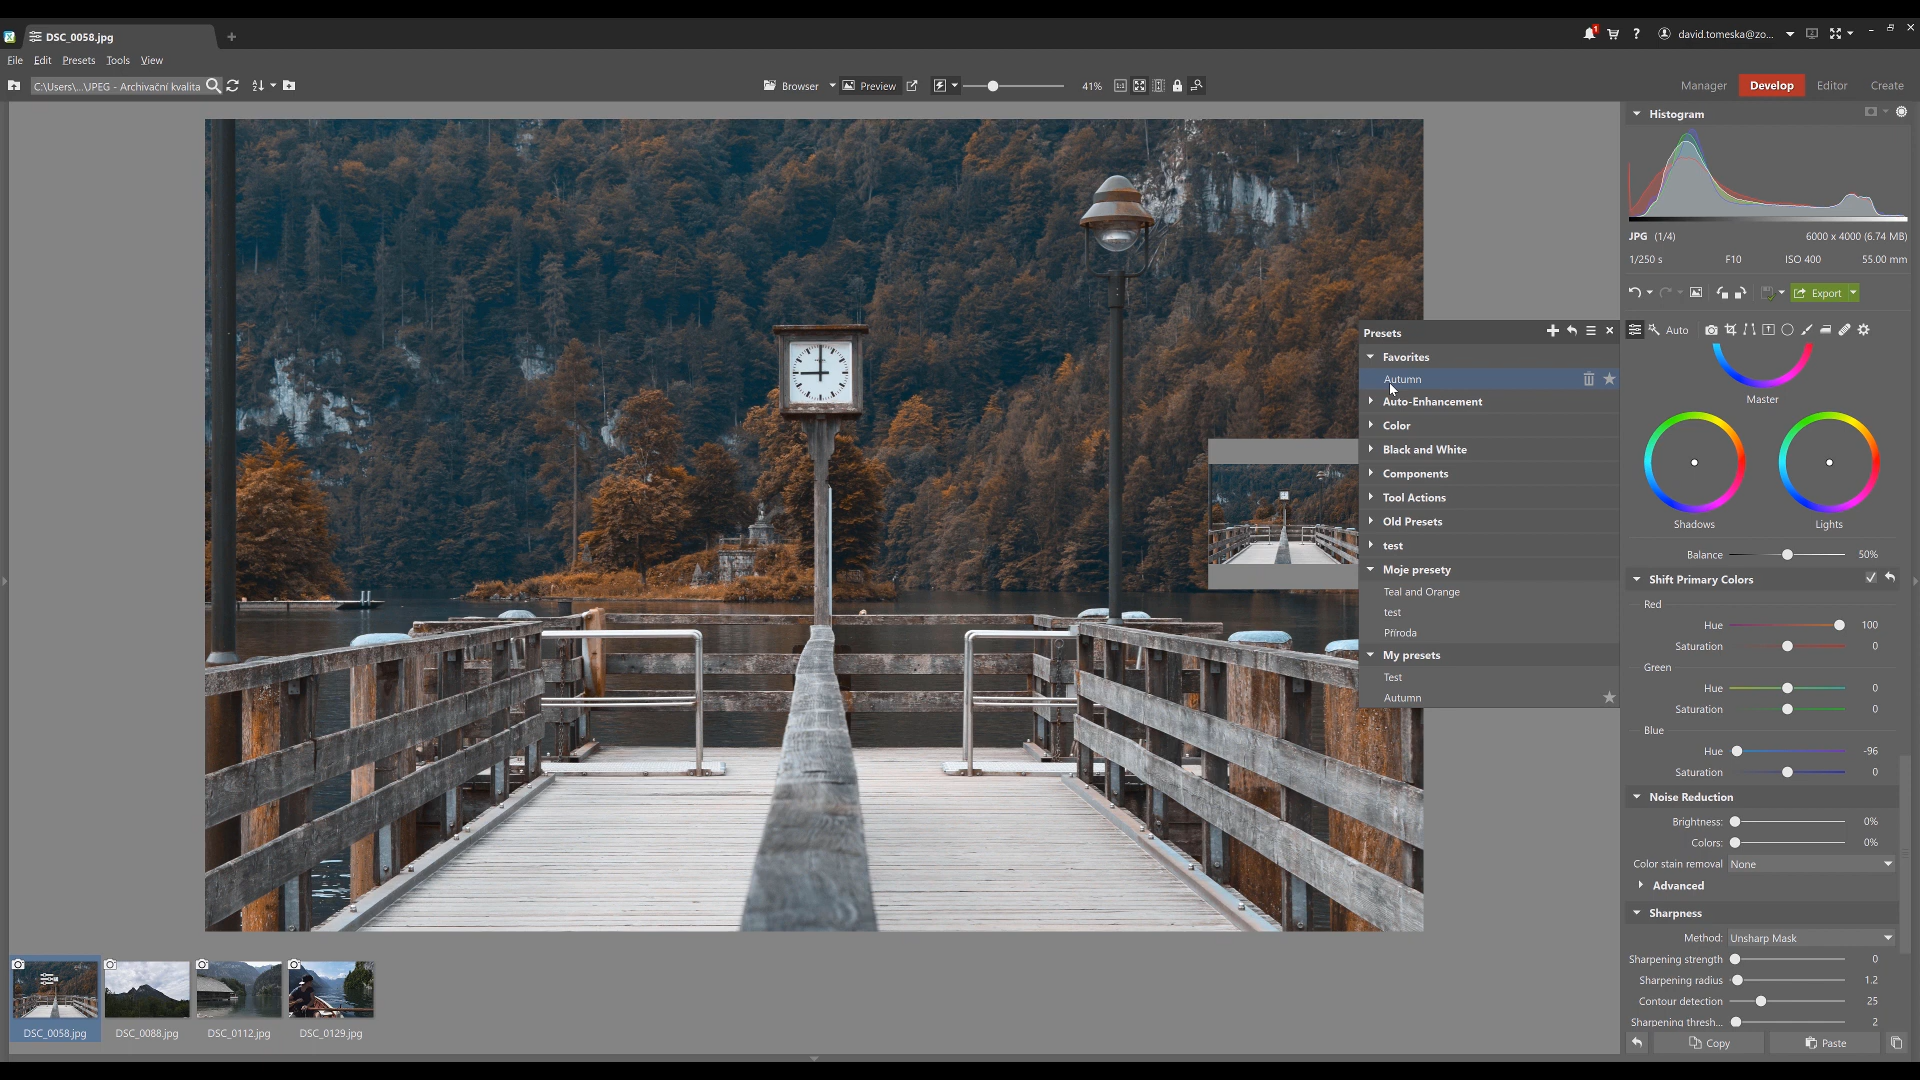 DSC_0058.jpg
1
david.tomeska@zo...
File Edit Presets Tools View
C:\Users\...\JPEG - Archivační kvalita
Browser Preview 41%
Manager Develop Editor Create
Histogram
JPG (1/4) 6000 x 4000 (6.74 MB)
1/250 s F10 ISO 400 55.00 mm
Export
Auto
Presets
Favorites
Autumn
Auto-Enhancement
Color
Black and White
Components
Tool Actions
Old Presets
test
Moje presety
Teal and Orange
test
Příroda
My presets
Test
Autumn
Master
Shadows Lights
Balance 50%
Shift Primary Colors
Red
Hue 100
Saturation 0
Green
Hue 0
Saturation 0
Blue
Hue -96
Saturation 0
Noise Reduction
Brightness: 0%
Colors: 0%
Color stain removal None
Advanced
Sharpness
Method: Unsharp Mask
Sharpening strength 0
Sharpening radius 1.2
Contour detection 25
Sharpening thresh... 2
Copy Paste
DSC_0058.jpg DSC_0088.jpg DSC_0112.jpg DSC_0129.jpg